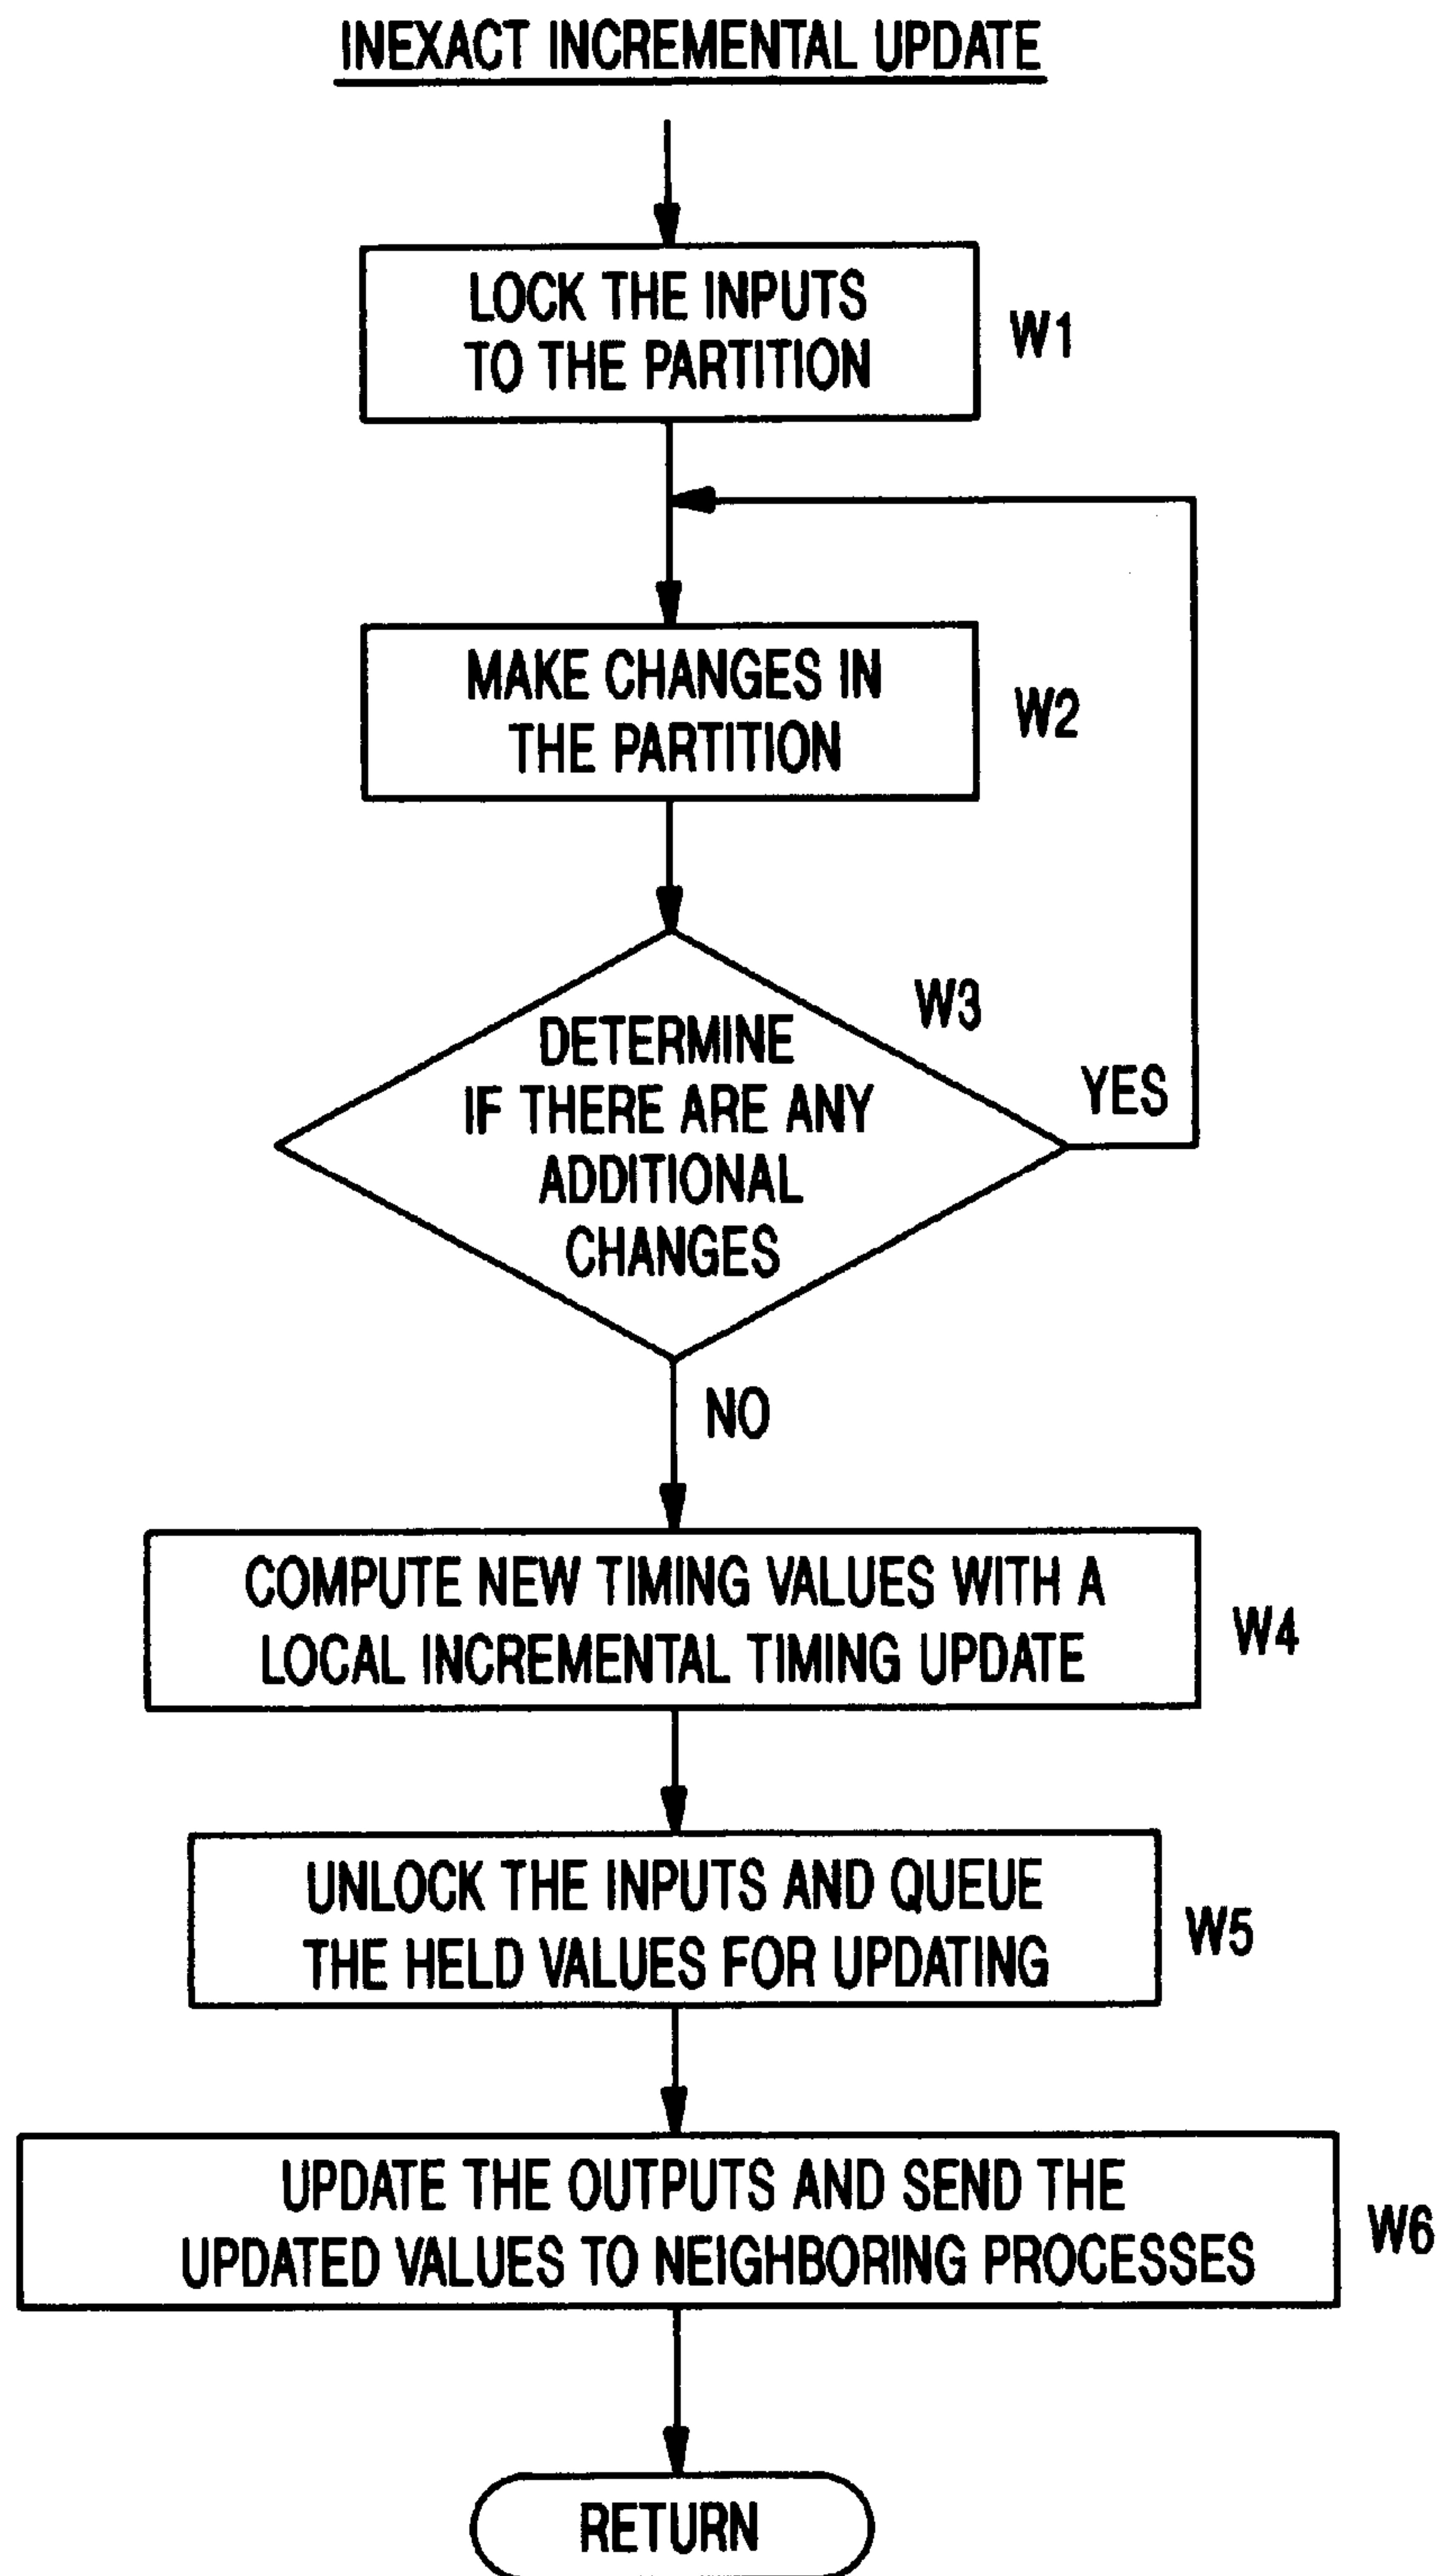 INEXACT INCREMENTAL UPDATE
LOCK THE INPUTS
TO THE PARTITION
W1
MAKE CHANGES IN
THE PARTITION
W2
W3
DETERMINE
IF THERE ARE ANY
ADDITIONAL
CHANGES
YES
NO
COMPUTE NEW TIMING VALUES WITH A
LOCAL INCREMENTAL TIMING UPDATE
W4
UNLOCK THE INPUTS AND QUEUE
THE HELD VALUES FOR UPDATING
W5
UPDATE THE OUTPUTS AND SEND THE
UPDATED VALUES TO NEIGHBORING PROCESSES
W6
RETURN